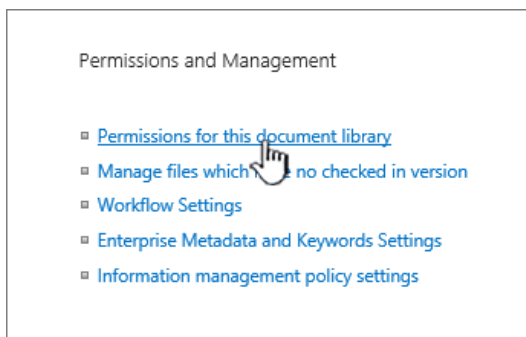 Permissions and Management
Permissions for this document library
Manage files which no checked in version
Workflow Settings
Enterprise Metadata and Keywords Settings
Information management policy settings